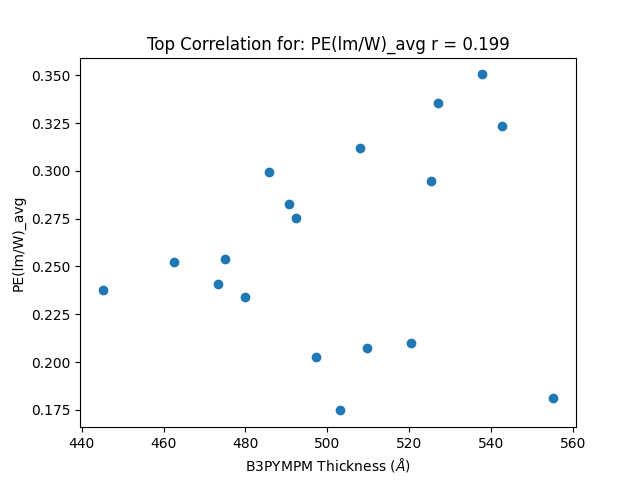 Top Correlation for: PE(lm/W)_avg r = 0.199
0.350
0.325
0.300
0.275
0.250
0.225
0.200
0.175
PE(lm/W)_avg
440 460 480 500 520 540 560
B3PYMPM Thickness (Å)